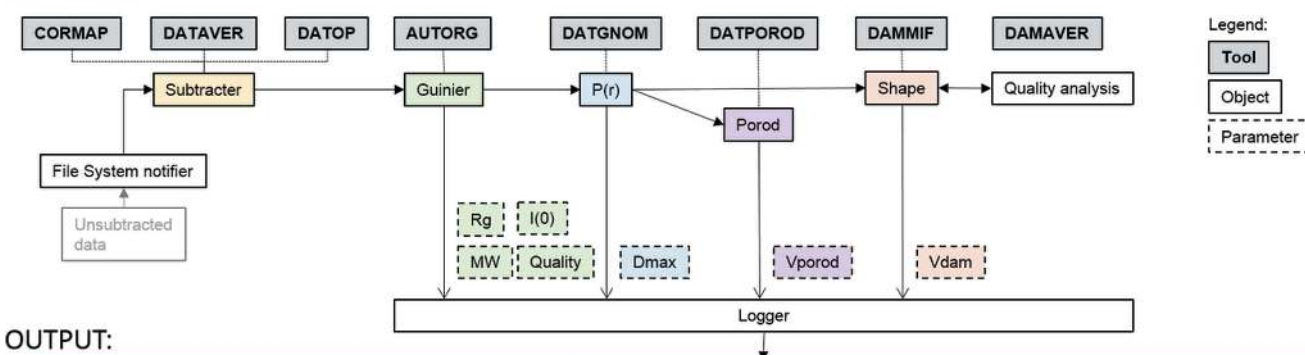 CORMAP DATAVER DATOP AUTORG DATGNOM DATPOROD DAMMIF DAMAVER
Legend:
Tool
Subtracter Guinier P(r) Shape Quality analysis
Object
Porod
Parameter
File System notifier
Unsubtracted
data
Rg I(0)
MW Quality Dmax Vporod Vdam
Logger
OUTPUT: